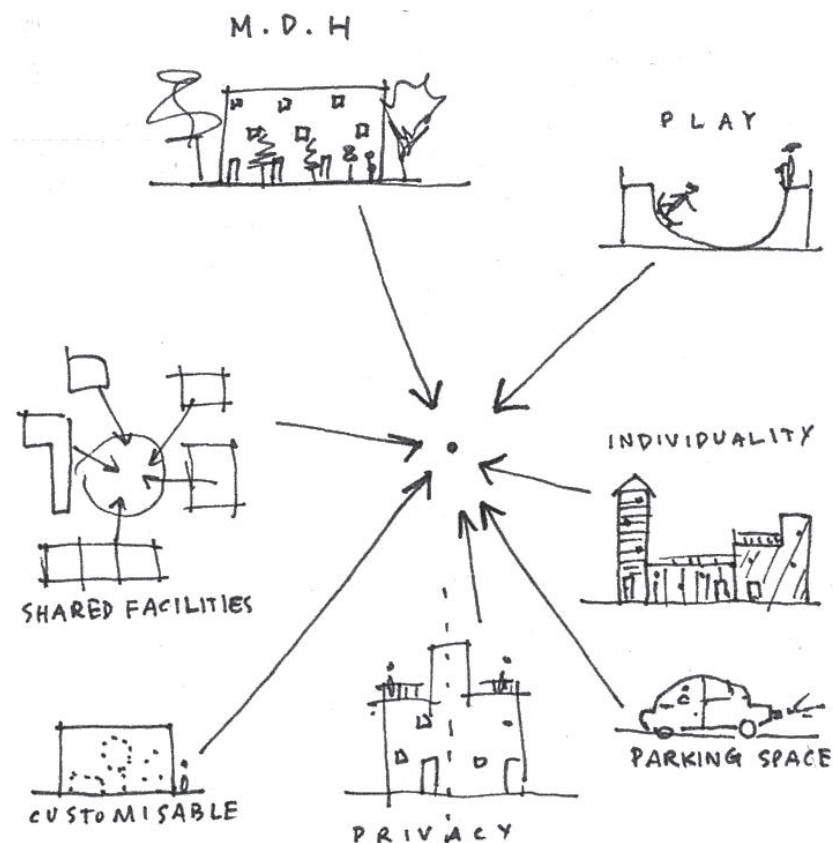 M.D.H
PLAY
INDIVIDUALITY
SHARED FACILITIES
PARKING SPACE
CUSTOMISABLE
PRIVACY